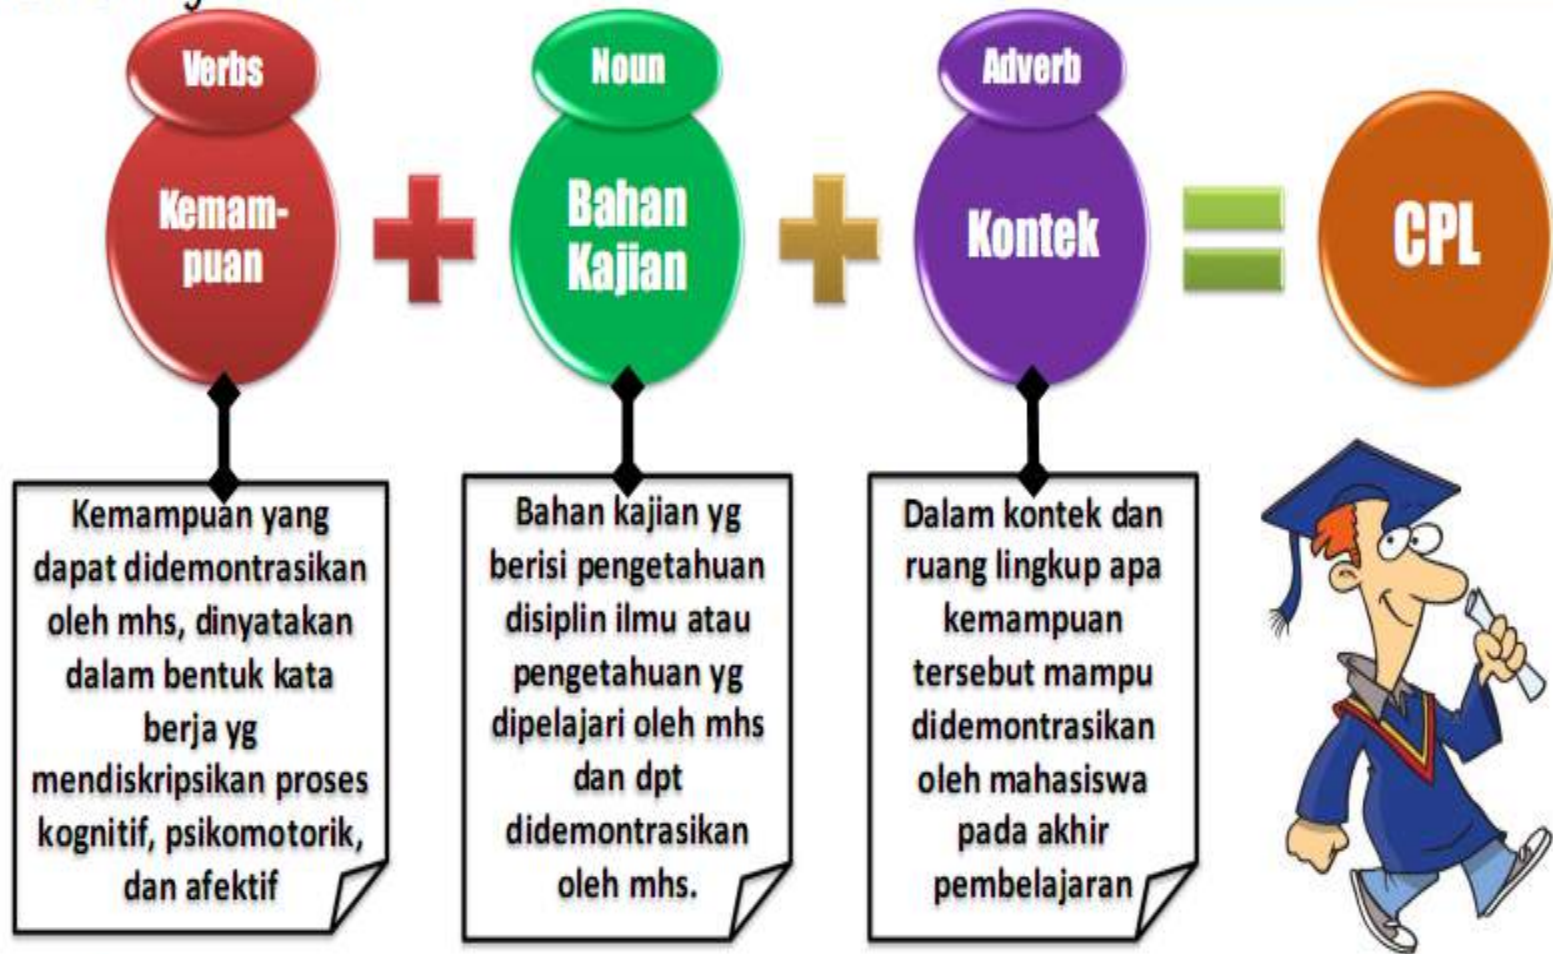 Verbs
Kemam-
puan
Noun
Bahan
Kajian
Adverb
Kontek
CPL
Kemampuan yang
dapat didemontrasikan
oleh mhs, dinyatakan
dalam bentuk kata
berja yg
mendiskripsikan proses
kognitif, psikomotorik,
dan afektif
Bahan kajian yg
berisi pengetahuan
disiplin ilmu atau
pengetahuan yg
dipelajari oleh mhs
dan dpt
didemontrasikan
oleh mhs.
Dalam kontek dan
ruang lingkup apa
kemampuan
tersebut mampu
didemontrasikan
oleh mahasiswa
pada akhir
pembelajaran